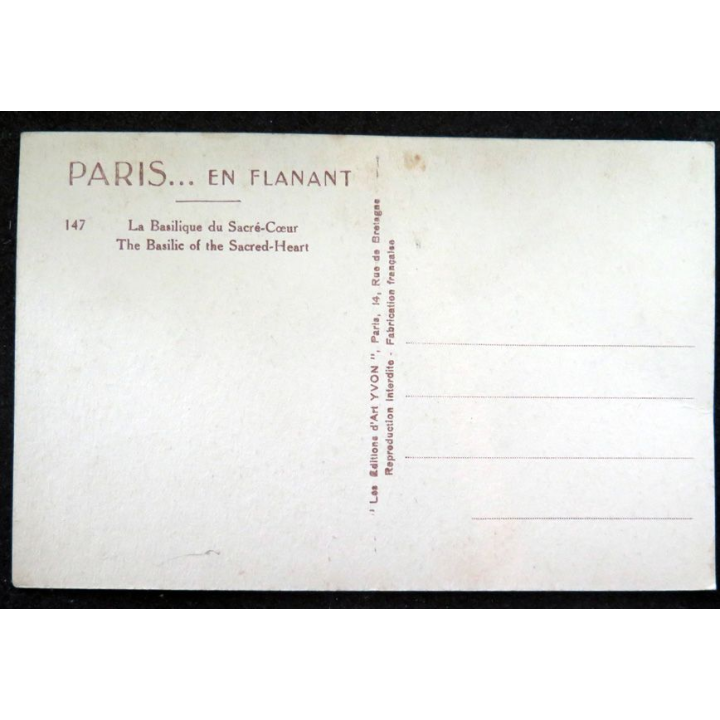 PARIS... EN FLANANT
147 La Basilique du Sacré-Cœur
The Basilic of the Sacred-Heart
" Les Éditions d'Art YVON ", Paris, 14, Rue de Bretagne
Reproduction interdite - Fabrication française